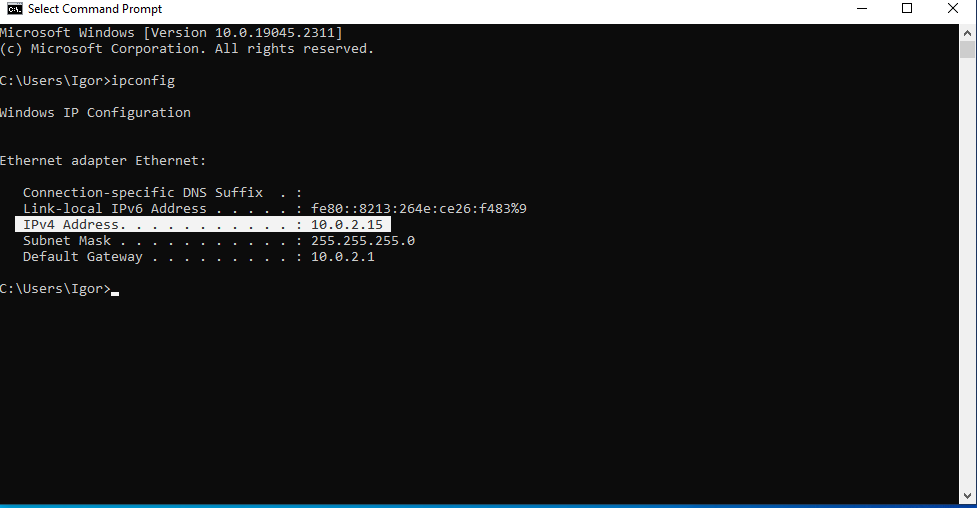 Select Command Prompt
Microsoft Windows [Version 10.0.19045.2311]
(c) Microsoft Corporation. All rights reserved.
C:\Users\Igor>ipconfig
Windows IP Configuration
Ethernet adapter Ethernet:
Connection-specific DNS Suffix  . :
Link-local IPv6 Address . . . . . : fe80::8213:264e:ce26:f483%9
IPv4 Address. . . . . . . . . . . : 10.0.2.15
Subnet Mask . . . . . . . . . . . : 255.255.255.0
Default Gateway . . . . . . . . . : 10.0.2.1
C:\Users\Igor>